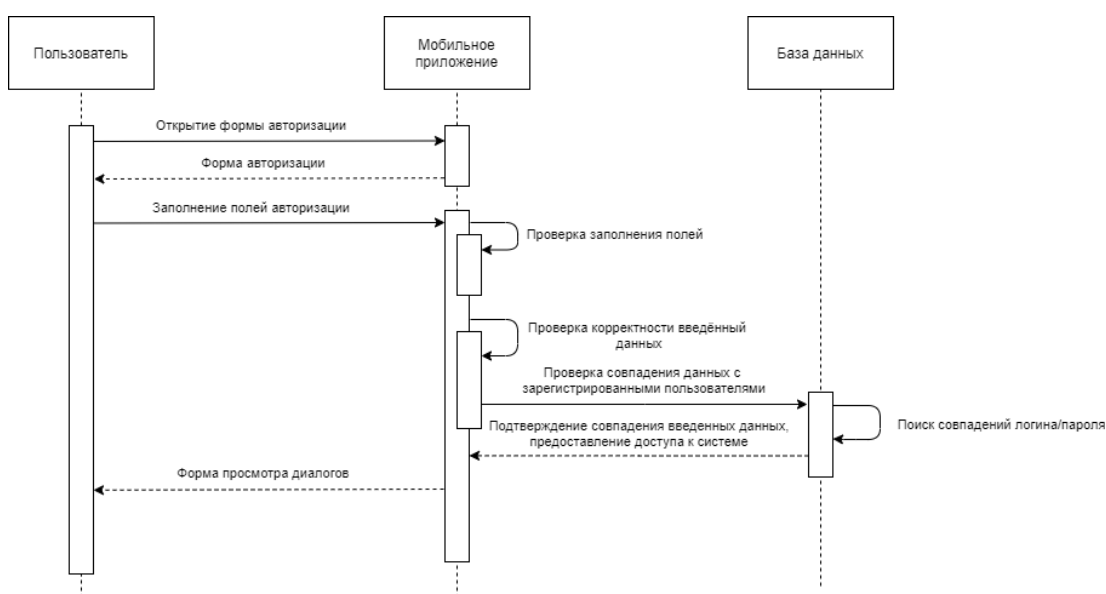 Пользователь
Мобильное
приложение
База данных
Открытие формы авторизации
Форма авторизации
Заполнение полей авторизации
Проверка заполнения полей
Проверка корректности введённый
данных
Проверка совпадения данных с
зарегистрированными пользователями
Поиск совпадений логина/пароля
Подтверждение совпадения введенных данных,
предоставление доступа к системе
Форма просмотра диалогов